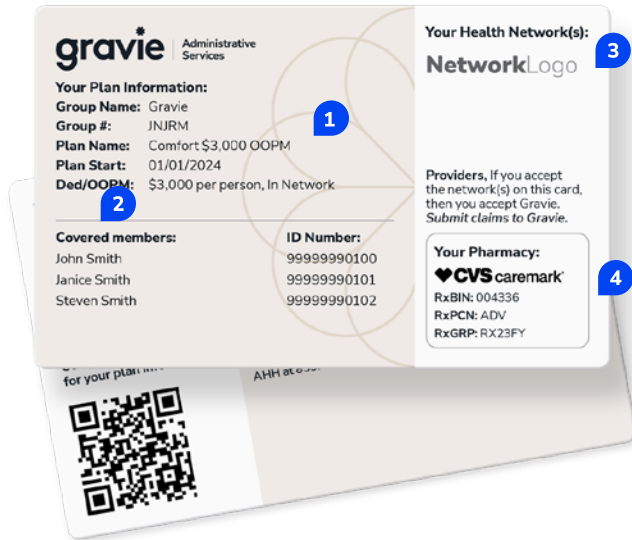 gravie Administrative Services
Your Plan Information:
Group Name: Gravie
Group #: JNJRM
Plan Name: Comfort $3,000 OOPM
Plan Start: 01/01/2024
Ded/OOPM: $3,000 per person, In Network
1
2
Covered members: ID Number:
John Smith 99999990100
Janice Smith 99999990101
Steven Smith 99999990102
Your Health Network(s):
3
NetworkLogo
Providers, If you accept
the network(s) on this card,
then you accept Gravie.
Submit claims to Gravie.
Your Pharmacy:
CVS caremark
4
RxBIN: 004336
RxPCN: ADV
RxGRP: RX23FY
for your plan
AHH at